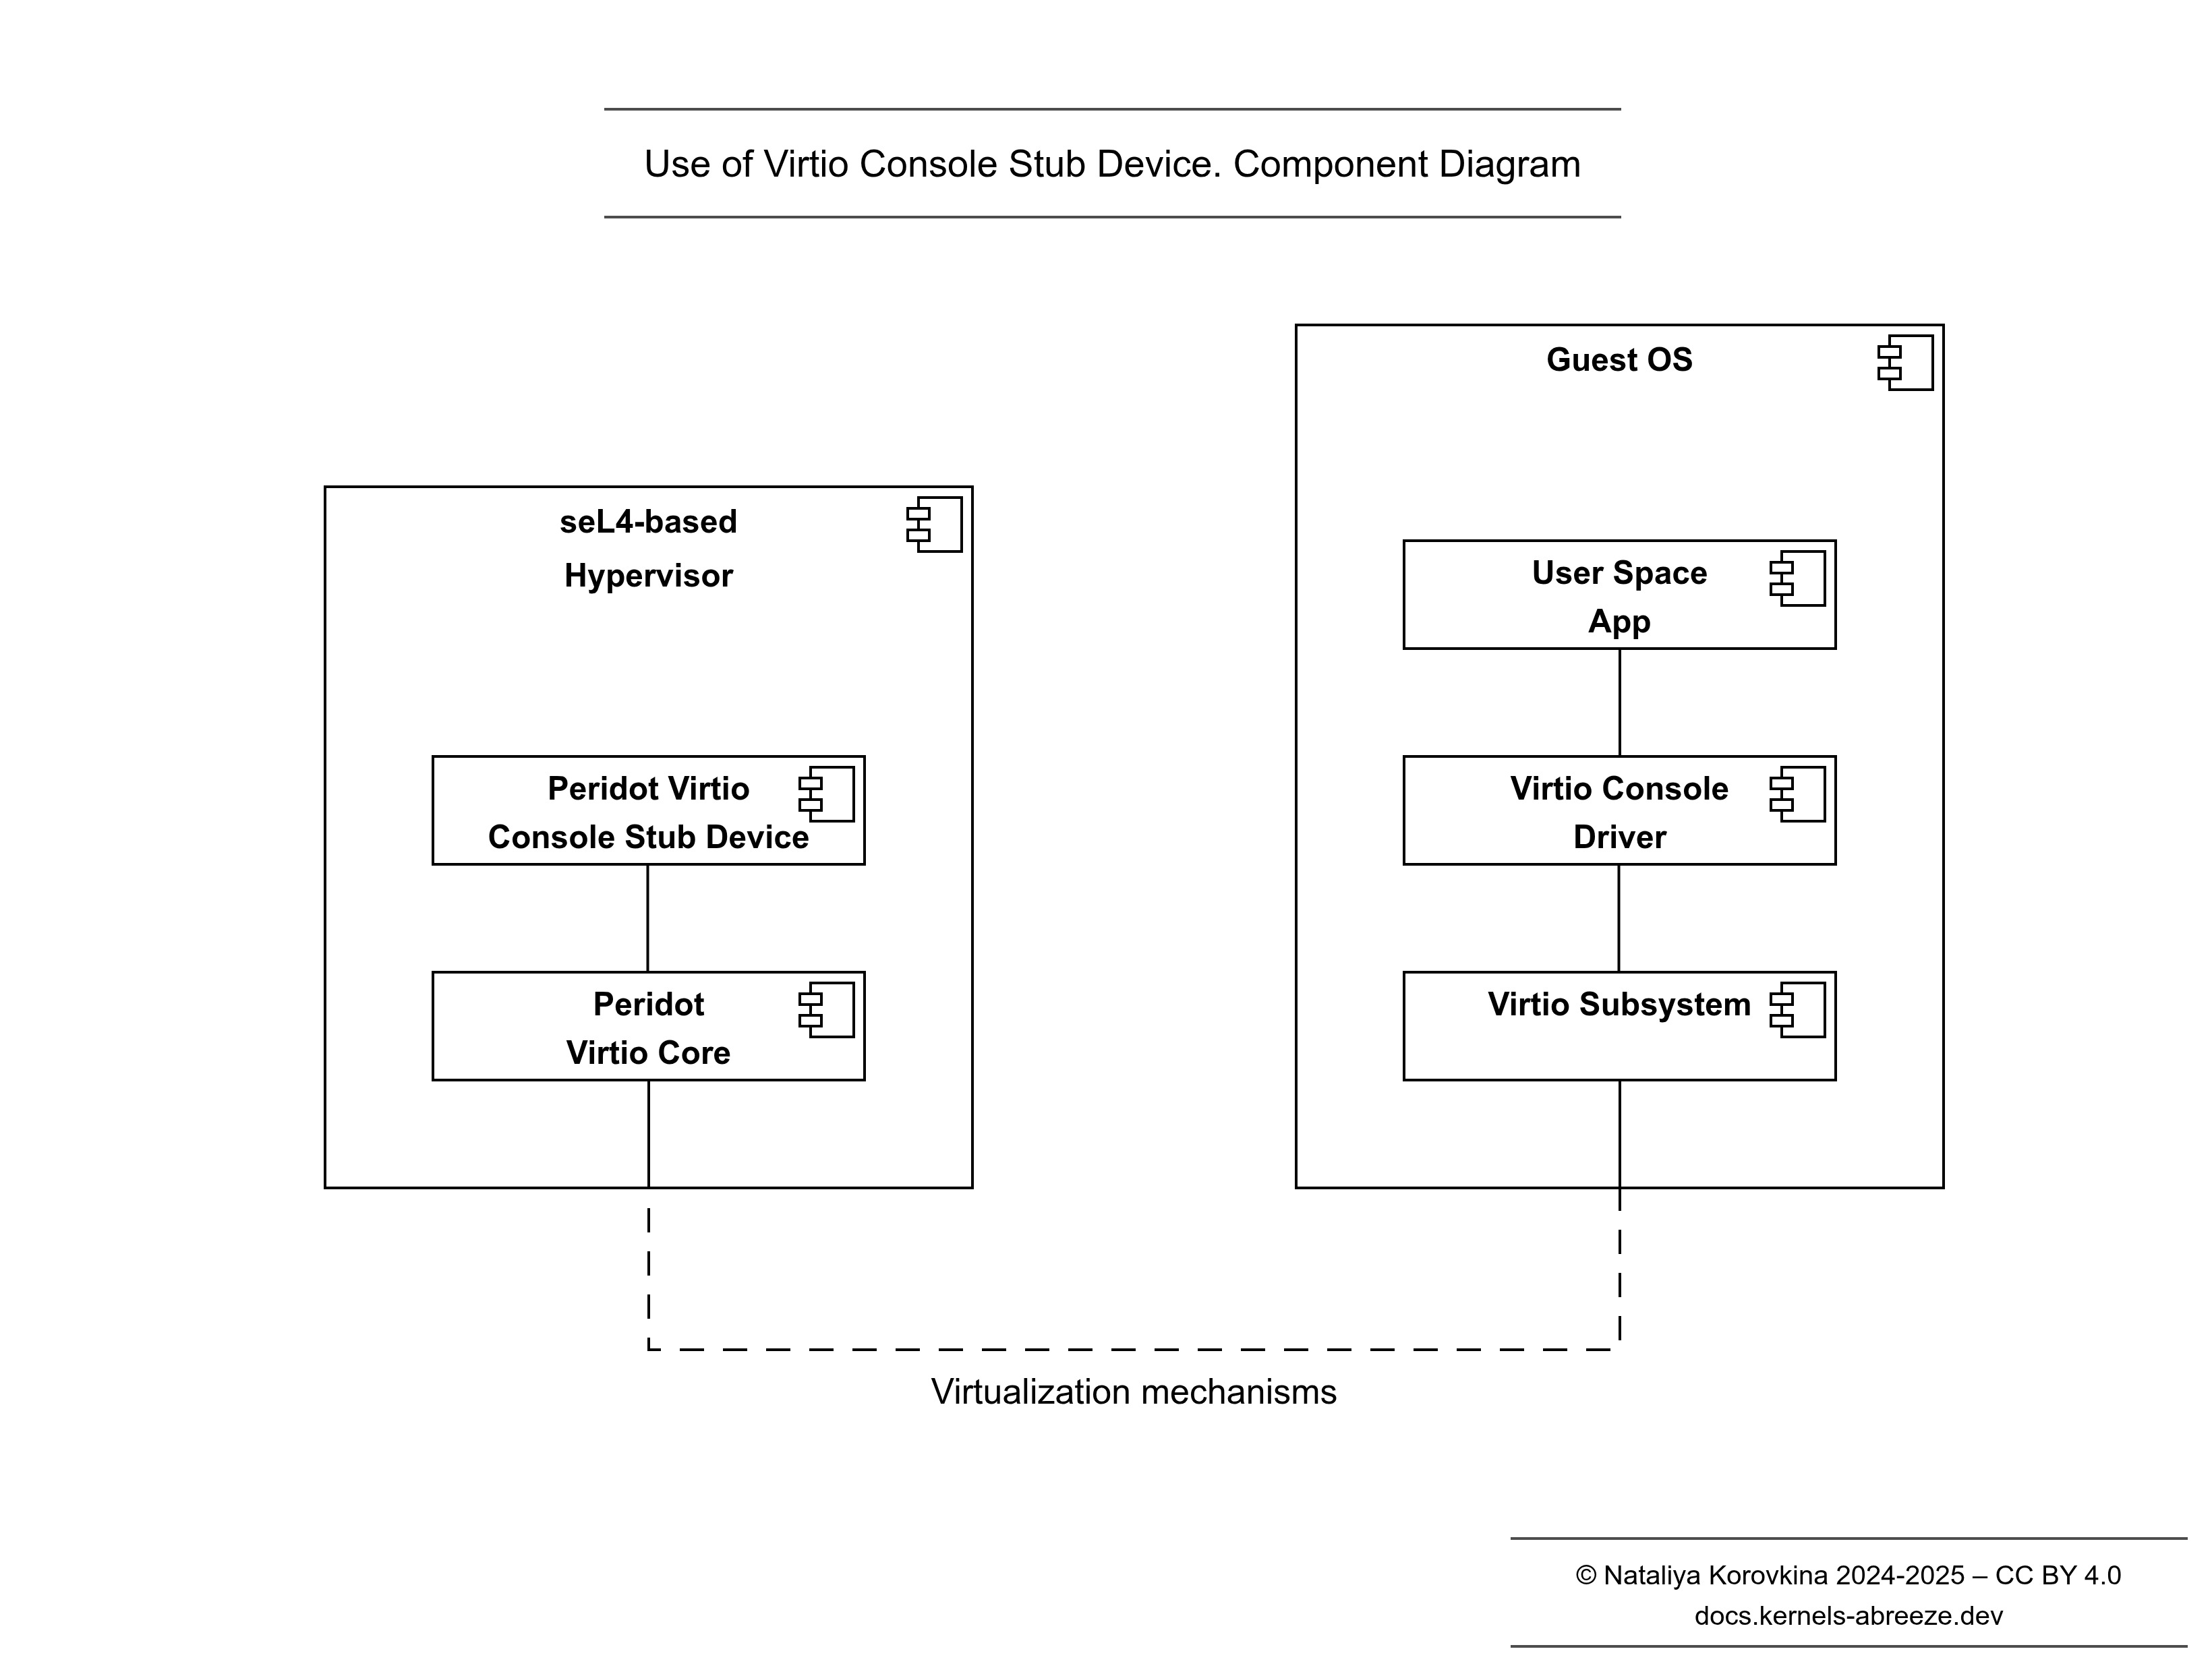 Use of Virtio Console Stub Device. Component Diagram
seL4-based
Hypervisor
Peridot Virtio
Console Stub Device
Peridot
Virtio Core
Guest OS
User Space
App
Virtio Console
Driver
Virtio Subsystem
Virtualization mechanisms
© Nataliya Korovkina 2024-2025 – CC BY 4.0
docs.kernels-abreeze.dev